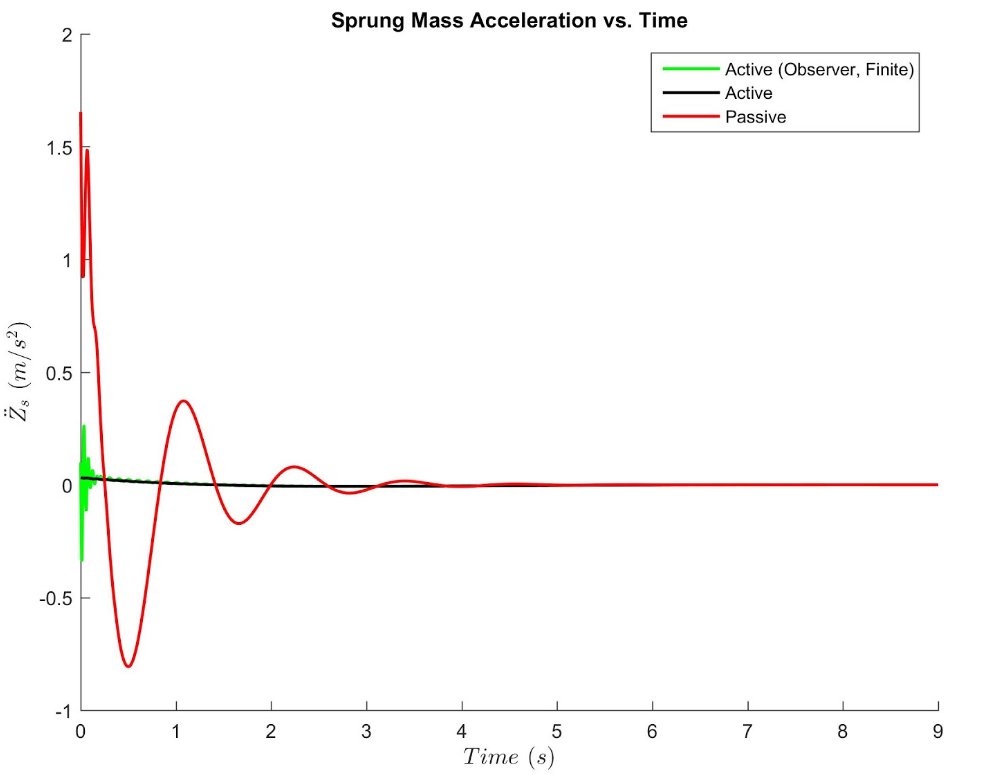 Sprung Mass Acceleration vs. Time
Active (Observer, Finite)
Active
Passive
2
1.5
1
0.5
0
-0.5
-1
Z̈ₛ (m/s²)
0 1 2 3 4 5 6 7 8 9
Time (s)